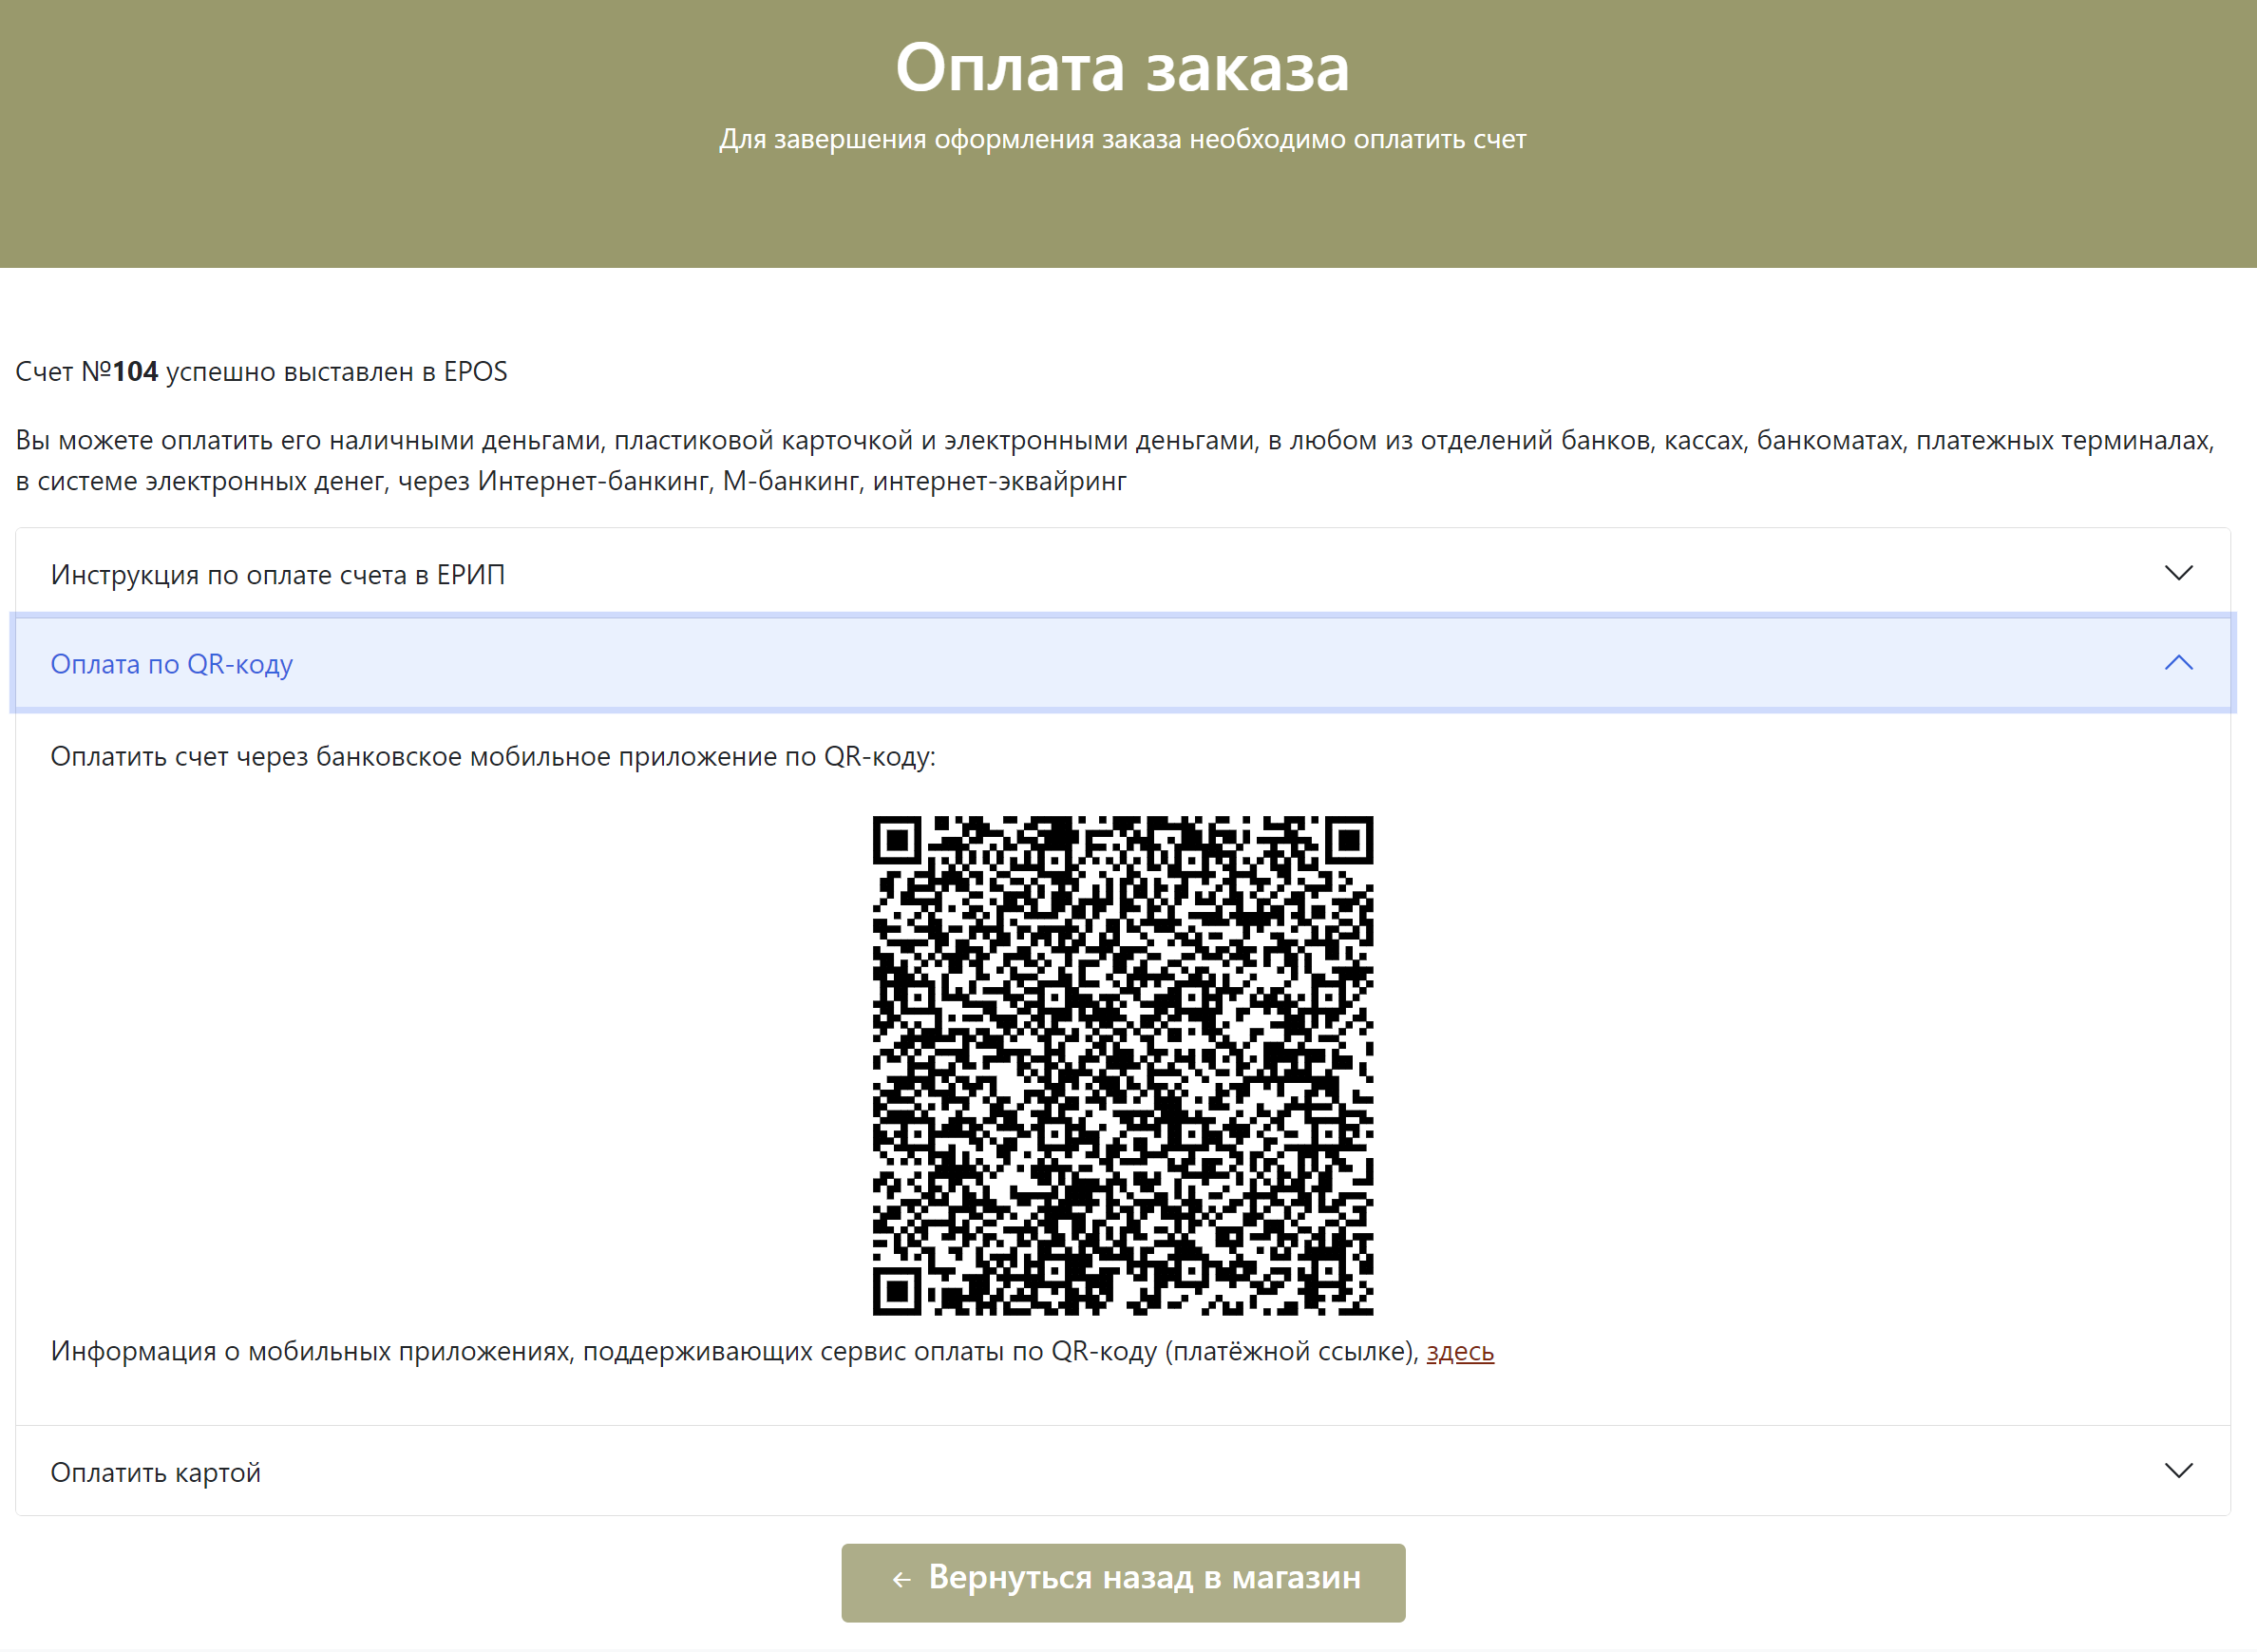 Оплата заказа
Для завершения оформления заказа необходимо оплатить счет
Счет №104 успешно выставлен в EPOS
Вы можете оплатить его наличными деньгами, пластиковой карточкой и электронными деньгами, в любом из отделений банков, кассах, банкоматах, платежных терминалах,
в системе электронных денег, через Интернет-банкинг, М-банкинг, интернет-эквайринг
Инструкция по оплате счета в ЕРИП
Оплата по QR-коду
Оплатить счет через банковское мобильное приложение по QR-коду:
Информация о мобильных приложениях, поддерживающих сервис оплаты по QR-коду (платёжной ссылке), здесь
Оплатить картой
← Вернуться назад в магазин